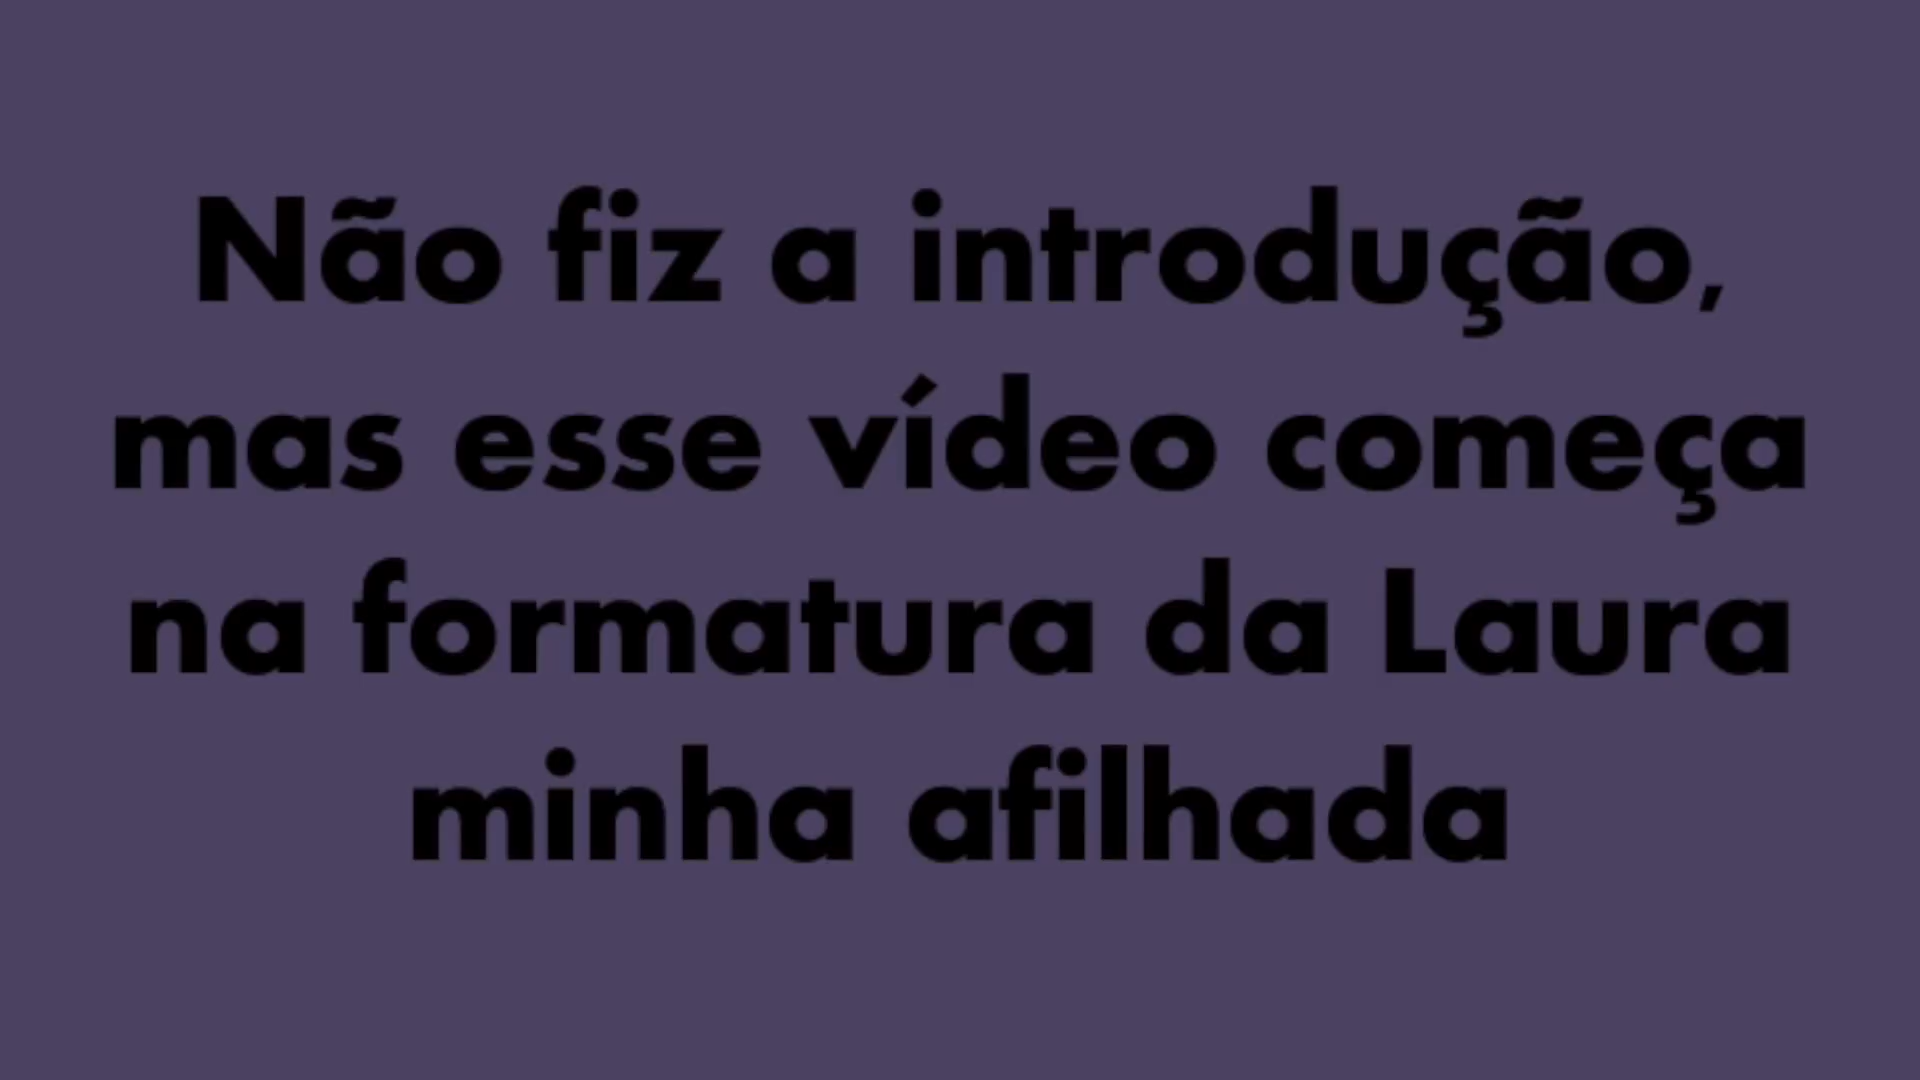 Não fiz a introdução,
mas esse vídeo começa
na formatura da Laura
minha afilhada